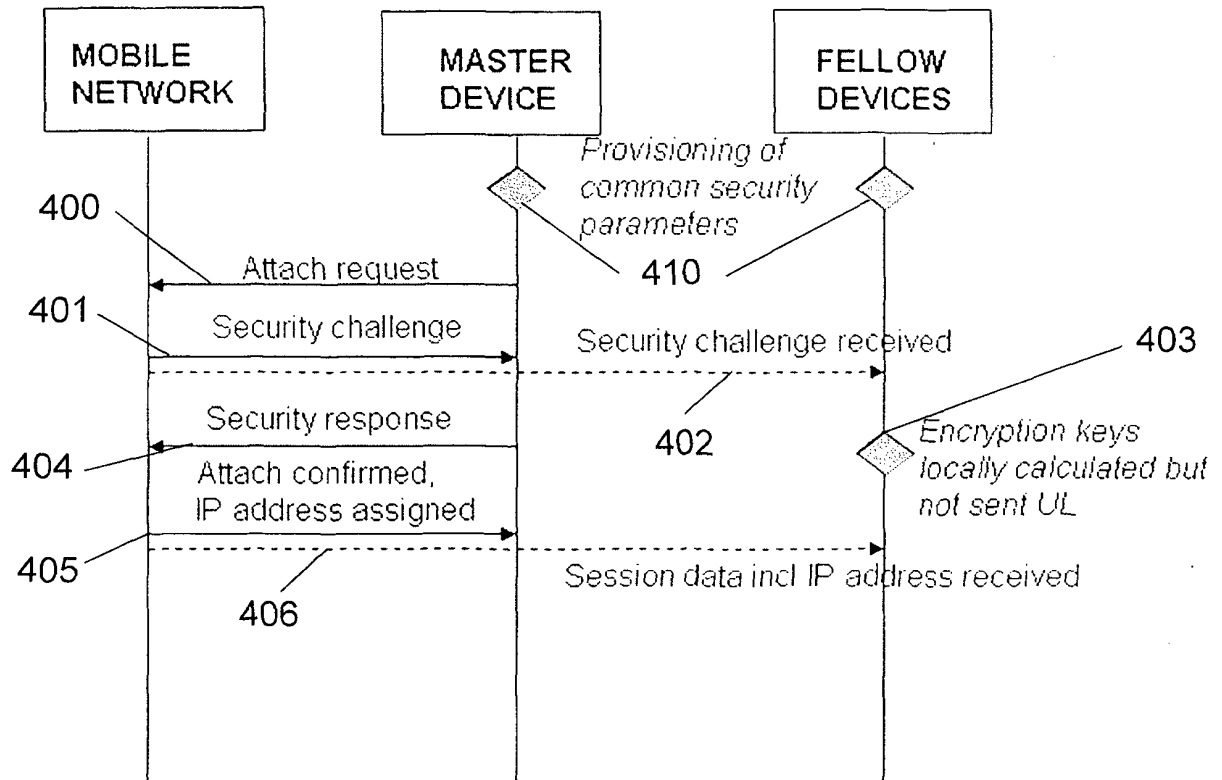 MOBILE
NETWORK
MASTER
DEVICE
FELLOW
DEVICES
Provisioning of
common security
parameters
400
410
Attach request
401
Security challenge
Security challenge received
403
402
Security response
404
Encryption keys
locally calculated but
not sent UL
Attach confirmed,
IP address assigned
405
406
Session data incl IP address received